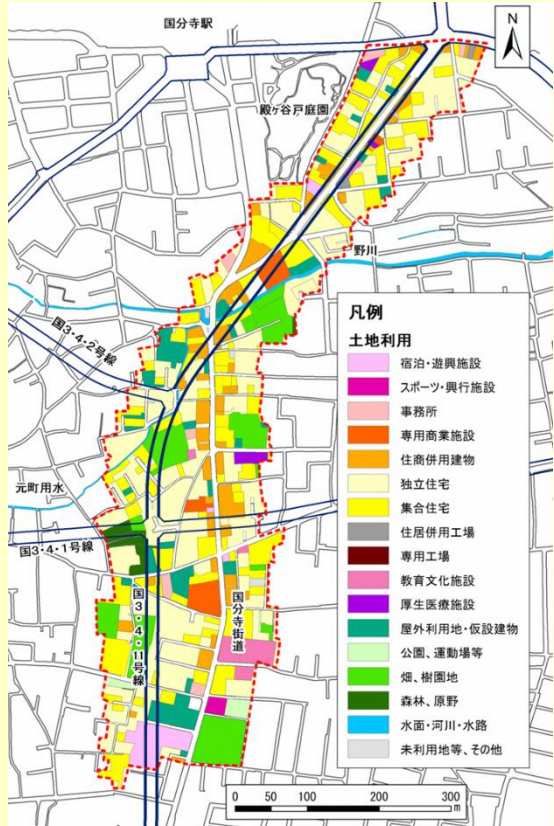 国分寺駅
N
殿ヶ谷戸庭園
野川
国3・4・2号線
元町用水
国3・4・1号線
国3・4・11号線
国分寺街道
凡例
土地利用
宿泊・遊興施設
スポーツ・興行施設
事務所
専用商業施設
住商併用建物
独立住宅
集合住宅
住居併用工場
専用工場
教育文化施設
厚生医療施設
屋外利用地・仮設建物
公園、運動場等
畑、樹園地
森林、原野
水面・河川・水路
未利用地等、その他
0 50 100 200 300
m